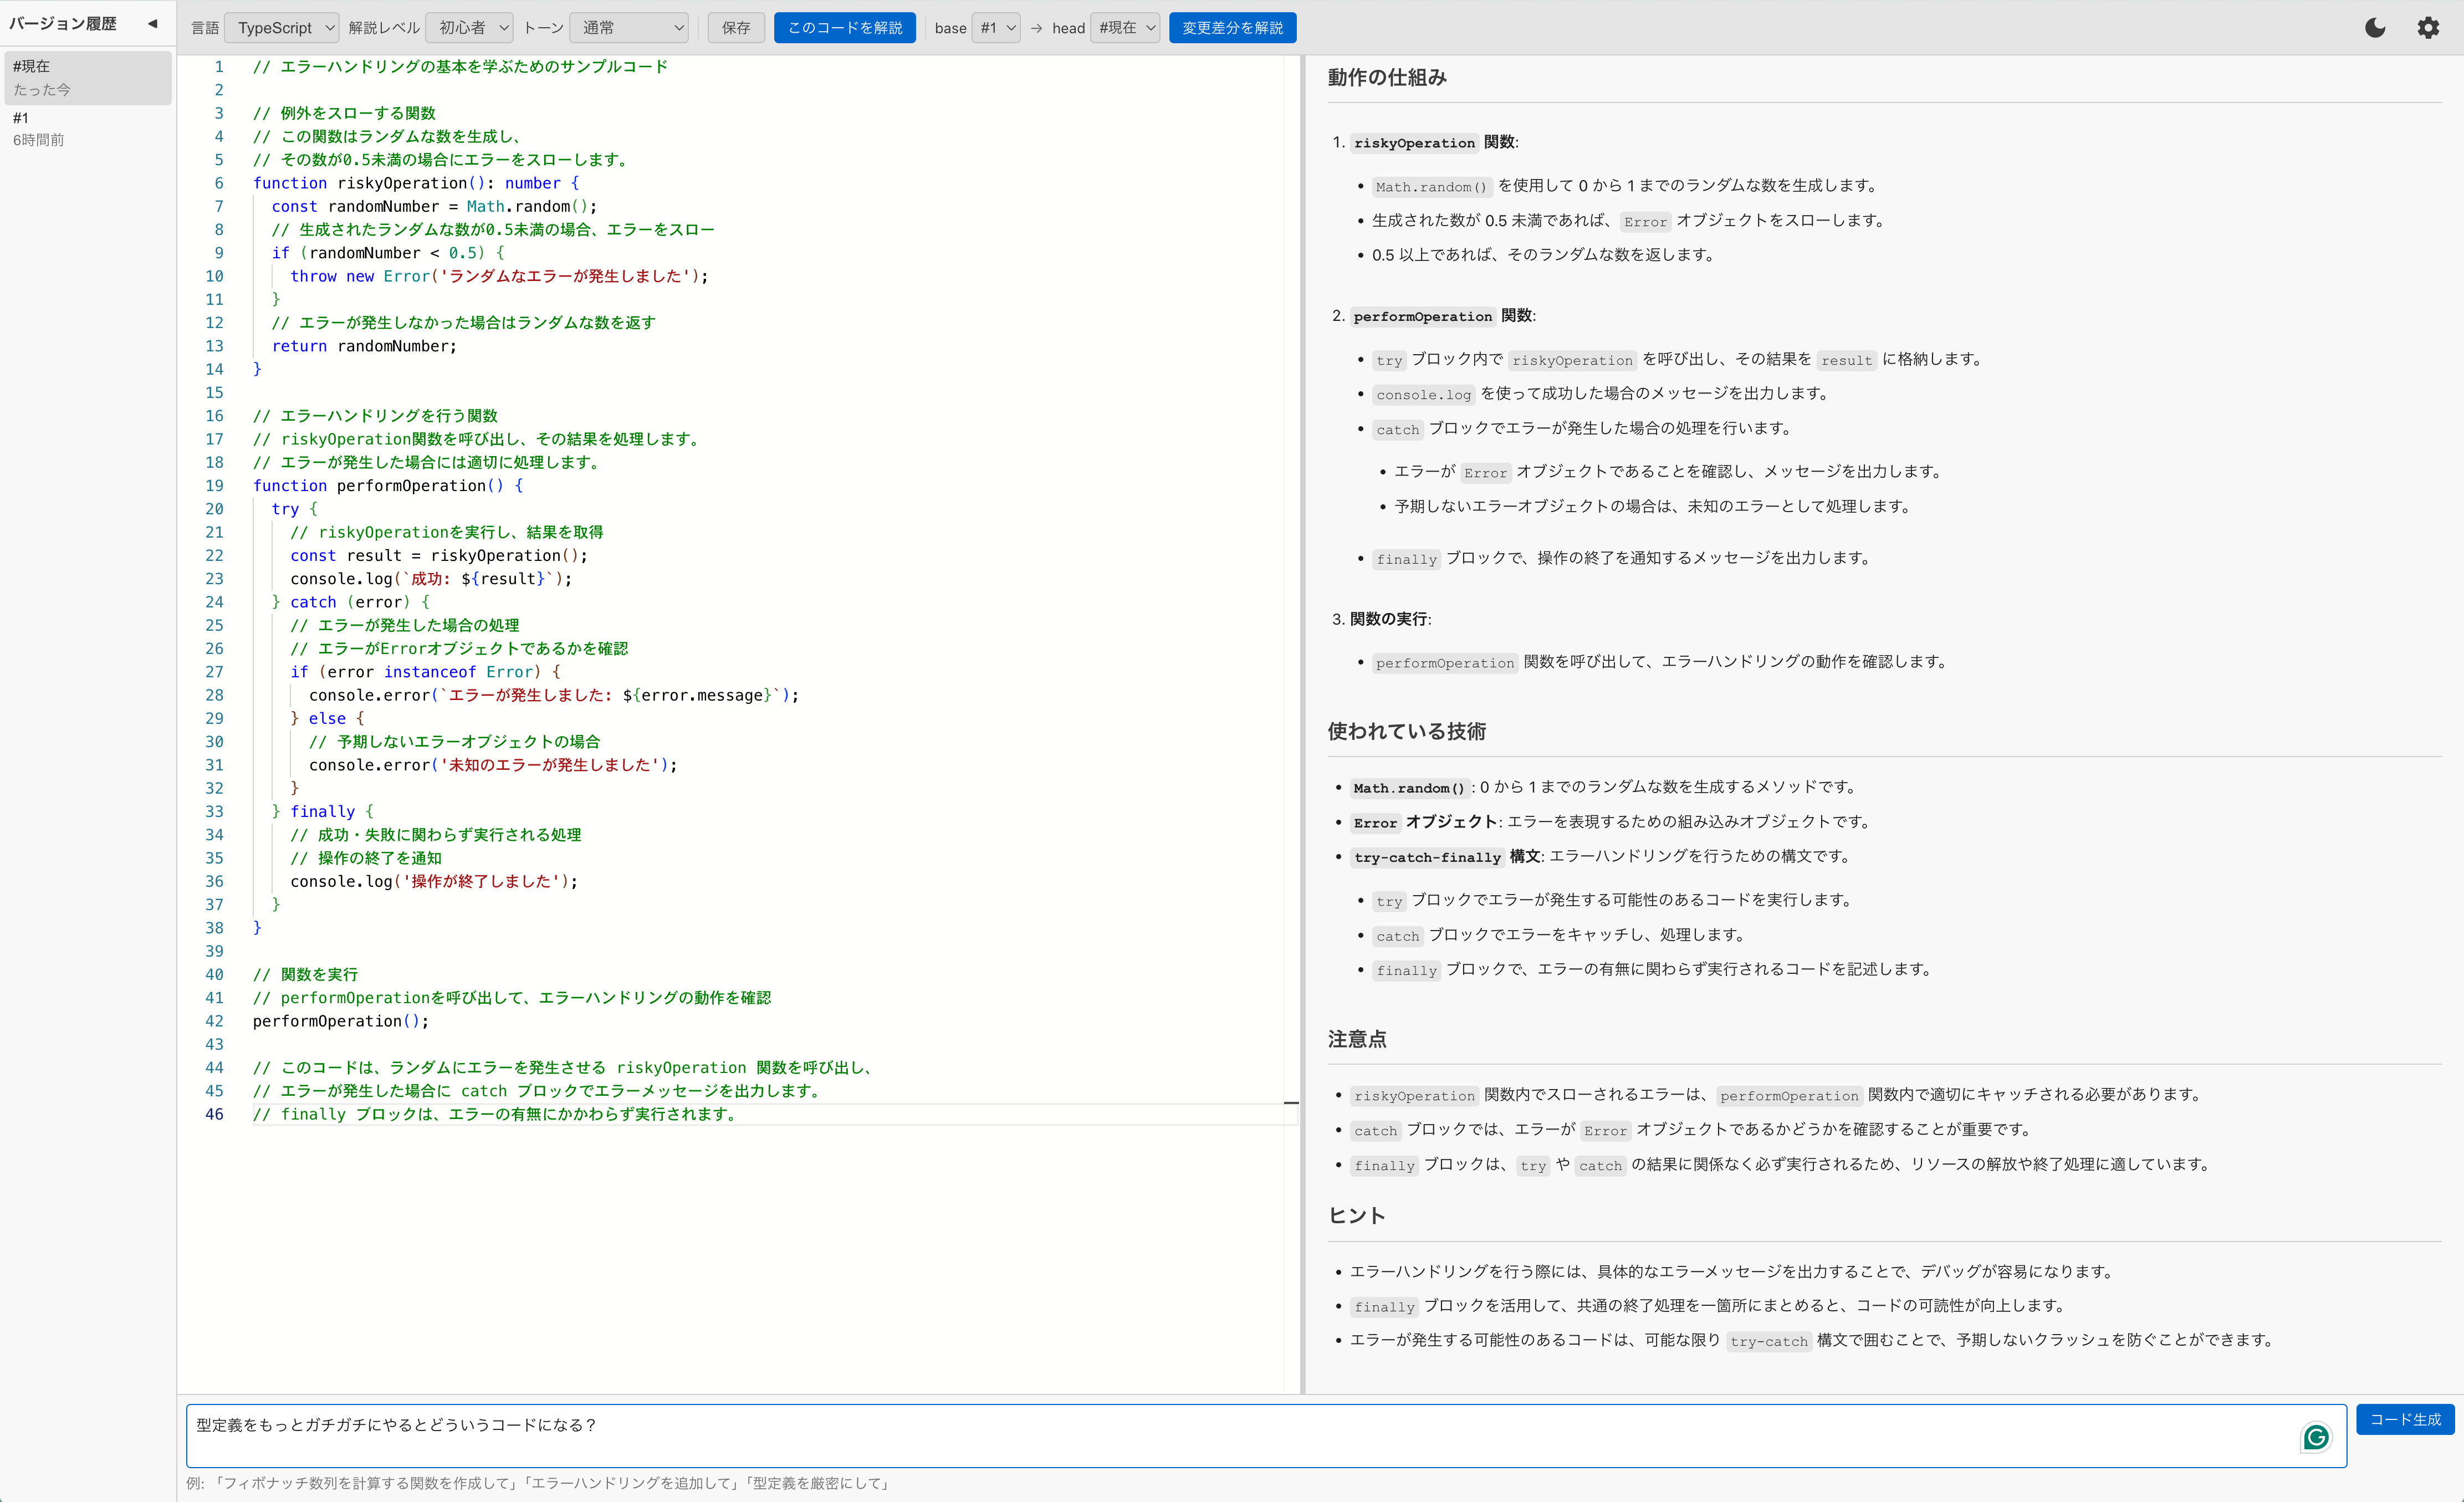 バージョン履歴 ◀
言語 TypeScript 解説レベル 初心者 トーン 通常 保存 このコードを解説 base #1 → head #現在 変更差分を解説
#現在
たった今
#1
6時間前
1 // エラーハンドリングの基本を学ぶためのサンプルコード
2
3 // 例外をスローする関数
4 // この関数はランダムな数を生成し、
5 // その数が0.5未満の場合にエラーをスローします。
6 function riskyOperation(): number {
7 const randomNumber = Math.random();
8 // 生成されたランダムな数が0.5未満の場合、エラーをスロー
9 if (randomNumber < 0.5) {
10 throw new Error('ランダムなエラーが発生しました');
11 }
12 // エラーが発生しなかった場合はランダムな数を返す
13 return randomNumber;
14 }
15
16 // エラーハンドリングを行う関数
17 // riskyOperation関数を呼び出し、その結果を処理します。
18 // エラーが発生した場合には適切に処理します。
19 function performOperation() {
20 try {
21 // riskyOperationを実行し、結果を取得
22 const result = riskyOperation();
23 console.log(`成功: ${result}`);
24 } catch (error) {
25 // エラーが発生した場合の処理
26 // エラーがErrorオブジェクトであるかを確認
27 if (error instanceof Error) {
28 console.error(`エラーが発生しました: ${error.message}`);
29 } else {
30 // 予期しないエラーオブジェクトの場合
31 console.error('未知のエラーが発生しました');
32 }
33 } finally {
34 // 成功・失敗に関わらず実行される処理
35 // 操作の終了を通知
36 console.log('操作が終了しました');
37 }
38 }
39
40 // 関数を実行
41 // performOperationを呼び出して、エラーハンドリングの動作を確認
42 performOperation();
43
44 // このコードは、ランダムにエラーを発生させる riskyOperation 関数を呼び出し、
45 // エラーが発生した場合に catch ブロックでエラーメッセージを出力します。
46 // finally ブロックは、エラーの有無にかかわらず実行されます。
動作の仕組み
1. riskyOperation 関数:
• Math.random() を使用して 0 から 1 までのランダムな数を生成します。
• 生成された数が 0.5 未満であれば、Error オブジェクトをスローします。
• 0.5 以上であれば、そのランダムな数を返します。
2. performOperation 関数:
• try ブロック内で riskyOperation を呼び出し、その結果を result に格納します。
• console.log を使って成功した場合のメッセージを出力します。
• catch ブロックでエラーが発生した場合の処理を行います。
• エラーが Error オブジェクトであることを確認し、メッセージを出力します。
• 予期しないエラーオブジェクトの場合は、未知のエラーとして処理します。
• finally ブロックで、操作の終了を通知するメッセージを出力します。
3. 関数の実行:
• performOperation 関数を呼び出して、エラーハンドリングの動作を確認します。
使われている技術
• Math.random(): 0 から 1 までのランダムな数を生成するメソッドです。
• Error オブジェクト: エラーを表現するための組み込みオブジェクトです。
• try-catch-finally 構文: エラーハンドリングを行うための構文です。
• try ブロックでエラーが発生する可能性のあるコードを実行します。
• catch ブロックでエラーをキャッチし、処理します。
• finally ブロックで、エラーの有無に関わらず実行されるコードを記述します。
注意点
• riskyOperation 関数内でスローされるエラーは、performOperation 関数内で適切にキャッチされる必要があります。
• catch ブロックでは、エラーが Error オブジェクトであるかどうかを確認することが重要です。
• finally ブロックは、try や catch の結果に関係なく必ず実行されるため、リソースの解放や終了処理に適しています。
ヒント
• エラーハンドリングを行う際には、具体的なエラーメッセージを出力することで、デバッグが容易になります。
• finally ブロックを活用して、共通の終了処理を一箇所にまとめると、コードの可読性が向上します。
• エラーが発生する可能性のあるコードは、可能な限り try-catch 構文で囲むことで、予期しないクラッシュを防ぐことができます。
型定義をもっとガチガチにやるとどういうコードになる？
コード生成
例: 「フィボナッチ数列を計算する関数を作成して」「エラーハンドリングを追加して」「型定義を厳密にして」